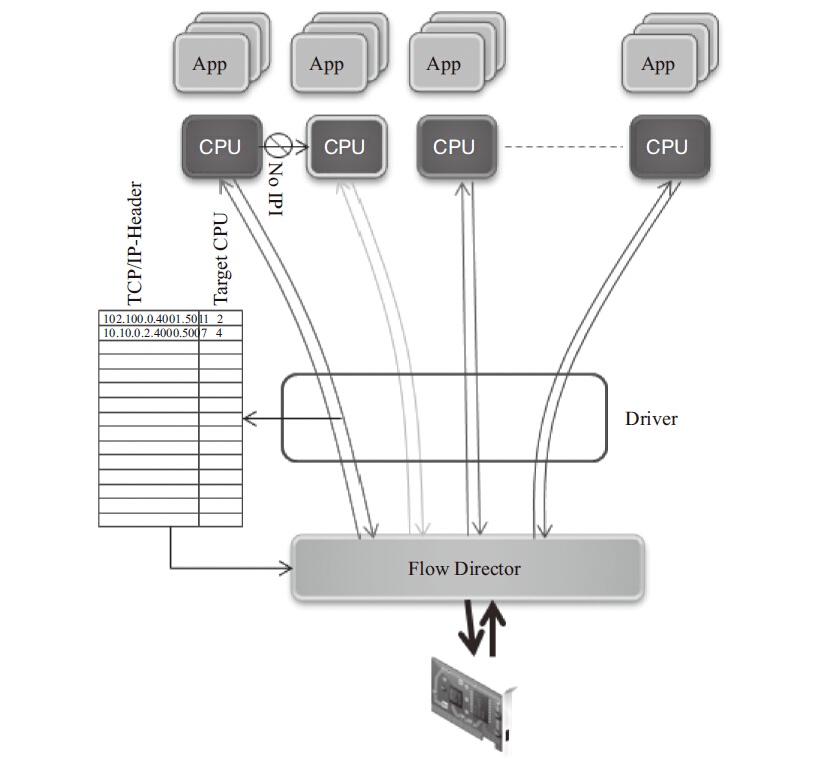 App App App App
CPU CPU CPU CPU
No IPI
TCP/IP-Header
Target CPU
102.100.0.4001.5011 2
10.10.0.2.4000.5007 4
Driver
Flow Director